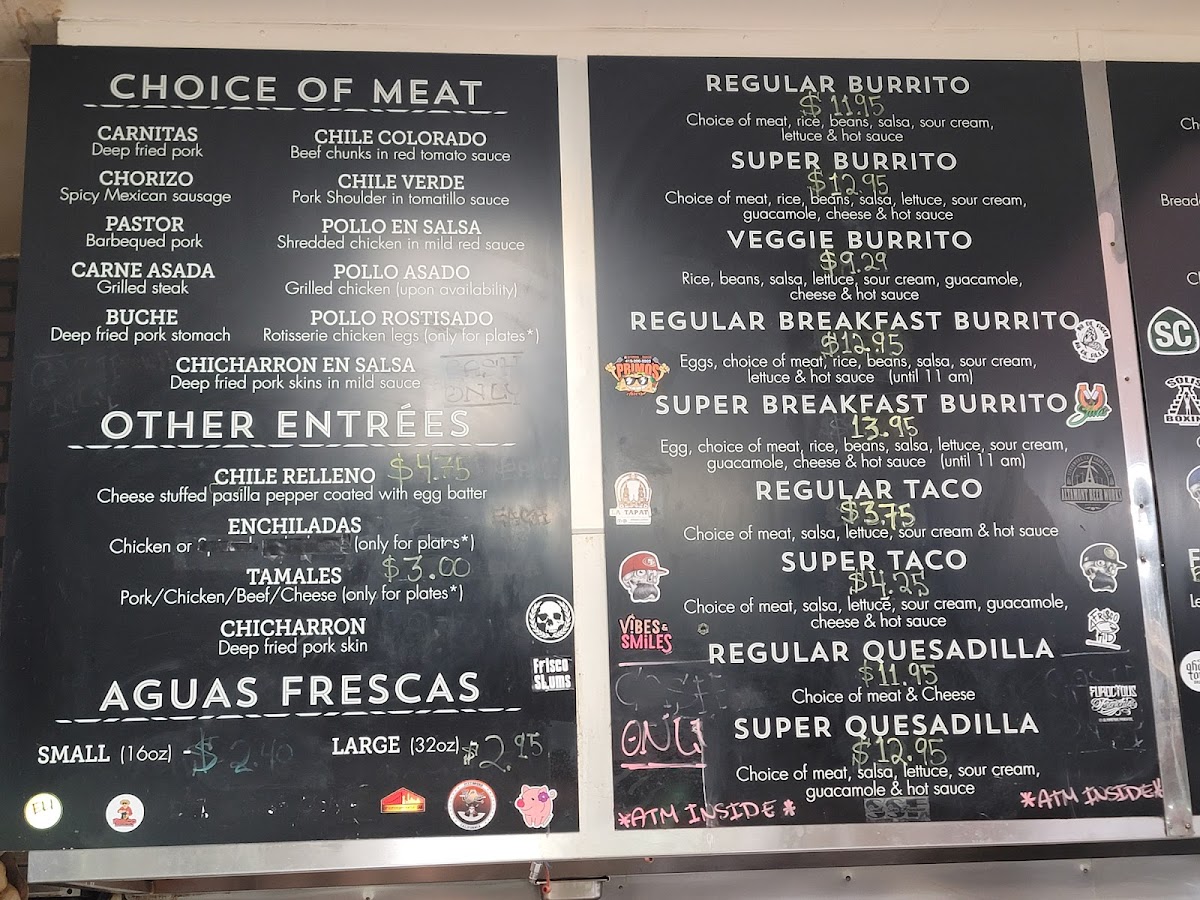 CHOICE OF MEAT
CARNITAS
Deep fried pork
CHORIZO
Spicy Mexican sausage
PASTOR
Barbequed pork
CARNE ASADA
Grilled steak
BUCHE
Deep fried pork stomach
CHILE COLORADO
Beef chunks in red tomato sauce
CHILE VERDE
Pork Shoulder in tomatillo sauce
POLLO EN SALSA
Shredded chicken in mild red sauce
POLLO ASADO
Grilled chicken (upon availability)
POLLO ROSTISADO
Rotisserie chicken legs (only for plates*)
CHICHARRON EN SALSA
Deep fried pork skins in mild sauce
OTHER ENTRÉES
CHILE RELLENO $4.75
Cheese stuffed pasilla pepper coated with egg batter
ENCHILADAS
Chicken or (only for plates*)
TAMALES $3.00
Pork/Chicken/Beef/Cheese (only for plates*)
CHICHARRON
Deep fried pork skin
AGUAS FRESCAS
SMALL (16oz) - $2.40
LARGE (32oz) - $2.95
Frisco
SLums
REGULAR BURRITO
$11.95
Choice of meat, rice, beans, salsa, sour cream,
lettuce & hot sauce
SUPER BURRITO
$12.95
Choice of meat, rice, beans, salsa, lettuce, sour cream,
guacamole, cheese & hot sauce
VEGGIE BURRITO
$9.29
Rice, beans, salsa, lettuce, sour cream, guacamole,
cheese & hot sauce
REGULAR BREAKFAST BURRITO
$12.95
Eggs, choice of meat, rice, beans, salsa, sour cream,
lettuce & hot sauce (until 11 am)
SUPER BREAKFAST BURRITO
13.95
Egg, choice of meat, rice, beans, salsa, lettuce, sour cream,
guacamole, cheese & hot sauce (until 11 am)
REGULAR TACO
$3.75
Choice of meat, salsa, lettuce, sour cream & hot sauce
SUPER TACO
$4.25
Choice of meat, salsa, lettuce, sour cream, guacamole,
cheese & hot sauce
REGULAR QUESADILLA
$11.95
Choice of meat & Cheese
SUPER QUESADILLA
$12.95
Choice of meat, salsa, lettuce, sour cream,
guacamole & hot sauce
PRIMOS
LA TAPAT
VIBES &
SMILES
CASH
ONLY
*ATM INSIDE*
*ATM INSIDE*
ALTAMONT BEER WORKS
SC